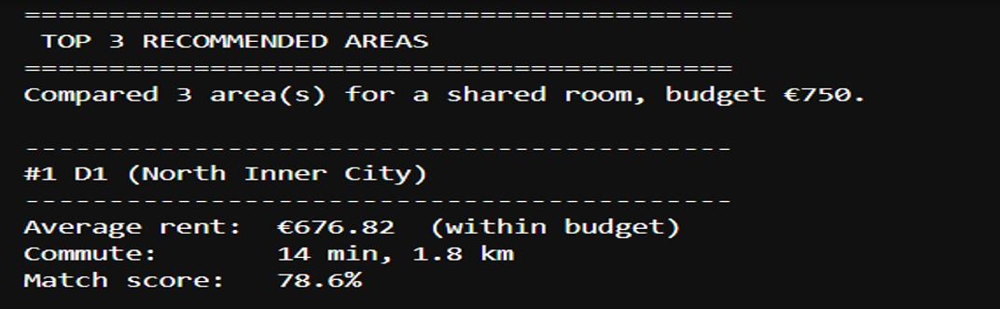 ==========================================
TOP 3 RECOMMENDED AREAS
==========================================
Compared 3 area(s) for a shared room, budget €750.
------------------------------------------
#1 D1 (North Inner City)
------------------------------------------
Average rent: €676.82 (within budget)
Commute: 14 min, 1.8 km
Match score: 78.6%